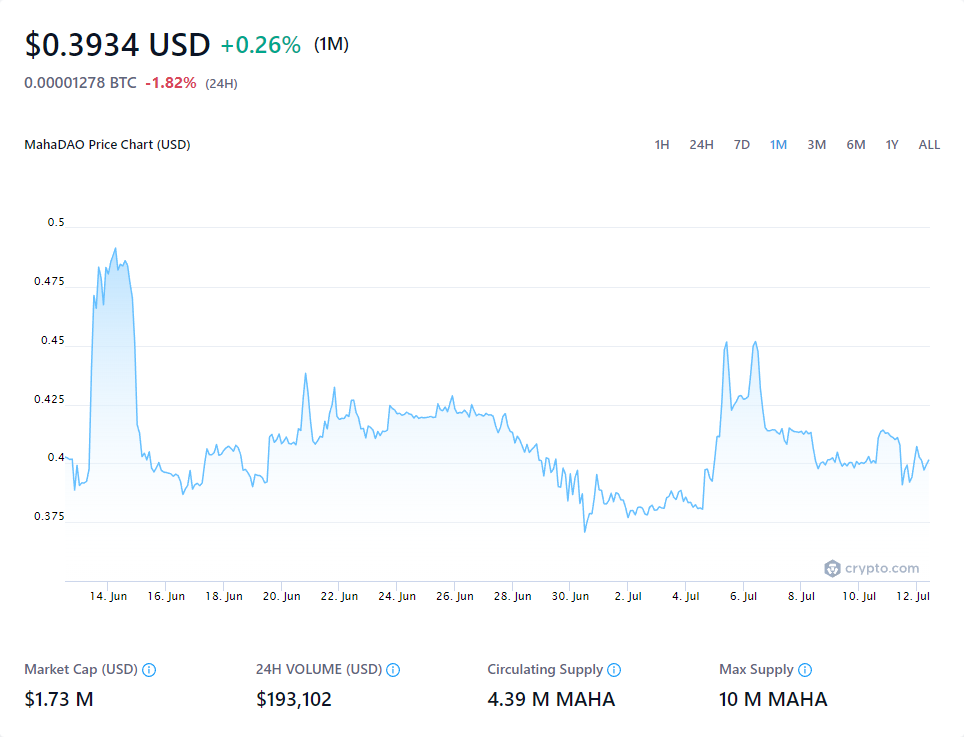 $0.3934 USD +0.26% (1M)
0.00001278 BTC -1.82% (24H)
MahaDAO Price Chart (USD) 1H 24H 7D 1M 3M 6M 1Y ALL
0.5
0.475
0.45
0.425
0.4
0.375
crypto.com
14. Jun 16. Jun 18. Jun 20. Jun 22. Jun 24. Jun 26. Jun 28. Jun 30. Jun 2. Jul 4. Jul 6. Jul 8. Jul 10. Jul 12. Jul
Market Cap (USD) 24H VOLUME (USD) Circulating Supply Max Supply
$1.73 M $193,102 4.39 M MAHA 10 M MAHA